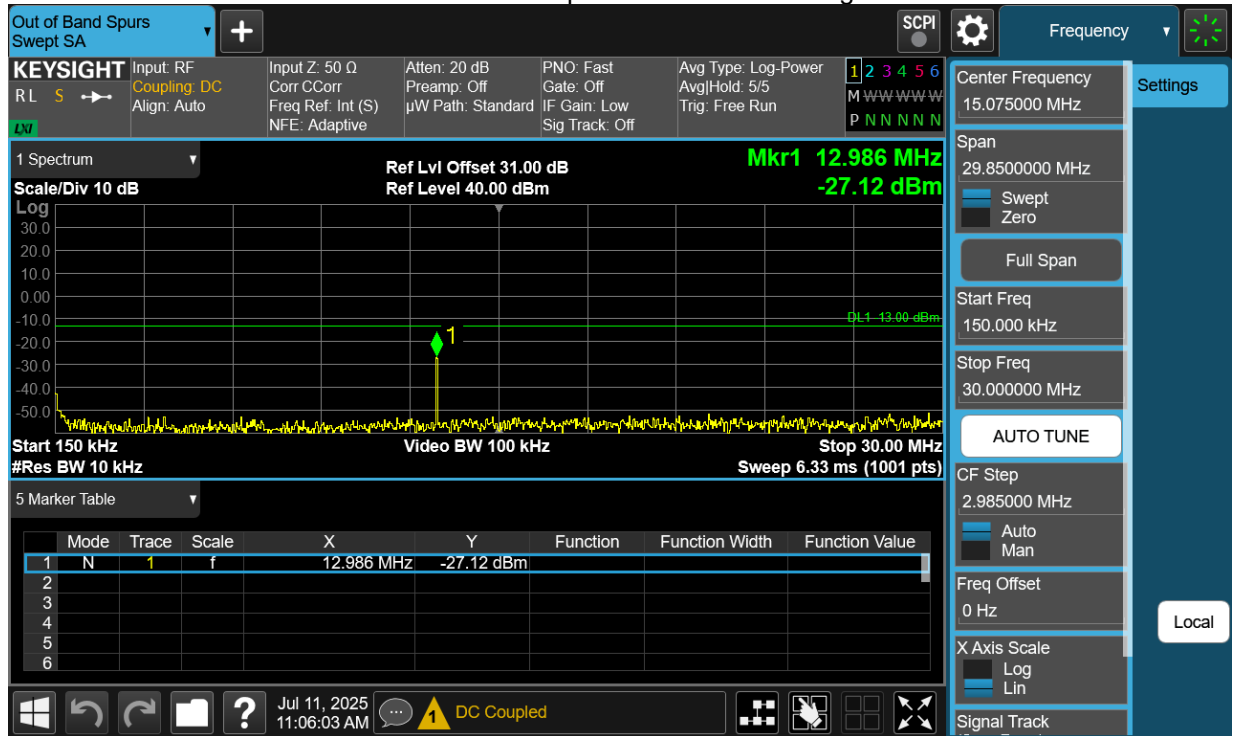 Out of Band Spurs
Swept SA
SCPI
Frequency
KEYSIGHT
R L S
LXI
Input: RF
Coupling: DC
Align: Auto
Input Z: 50 Ω
Corr CCorr
Freq Ref: Int (S)
NFE: Adaptive
Atten: 20 dB
Preamp: Off
µW Path: Standard
PNO: Fast
Gate: Off
IF Gain: Low
Sig Track: Off
Avg Type: Log-Power
Avg|Hold: 5/5
Trig: Free Run
1 2 3 4 5 6
M W W W W W
P N N N N N
1 Spectrum
Scale/Div 10 dB
Ref Lvl Offset 31.00 dB
Ref Level 40.00 dBm
Mkr1 12.986 MHz
-27.12 dBm
Log
30.0
20.0
10.0
0.00
-10.0
-20.0
-30.0
-40.0
-50.0
DL1 -13.00 dBm
1
Start 150 kHz
Video BW 100 kHz
Stop 30.00 MHz
#Res BW 10 kHz
Sweep 6.33 ms (1001 pts)
5 Marker Table
Mode Trace Scale X Y Function Function Width Function Value
1 N 1 f 12.986 MHz -27.12 dBm
2
3
4
5
6
Jul 11, 2025
11:06:03 AM
?
1
DC Coupled
Center Frequency
15.075000 MHz
Span
29.8500000 MHz
Swept
Zero
Full Span
Start Freq
150.000 kHz
Stop Freq
30.000000 MHz
AUTO TUNE
CF Step
2.985000 MHz
Auto
Man
Freq Offset
0 Hz
X Axis Scale
Log
Lin
Signal Track
Settings
Local